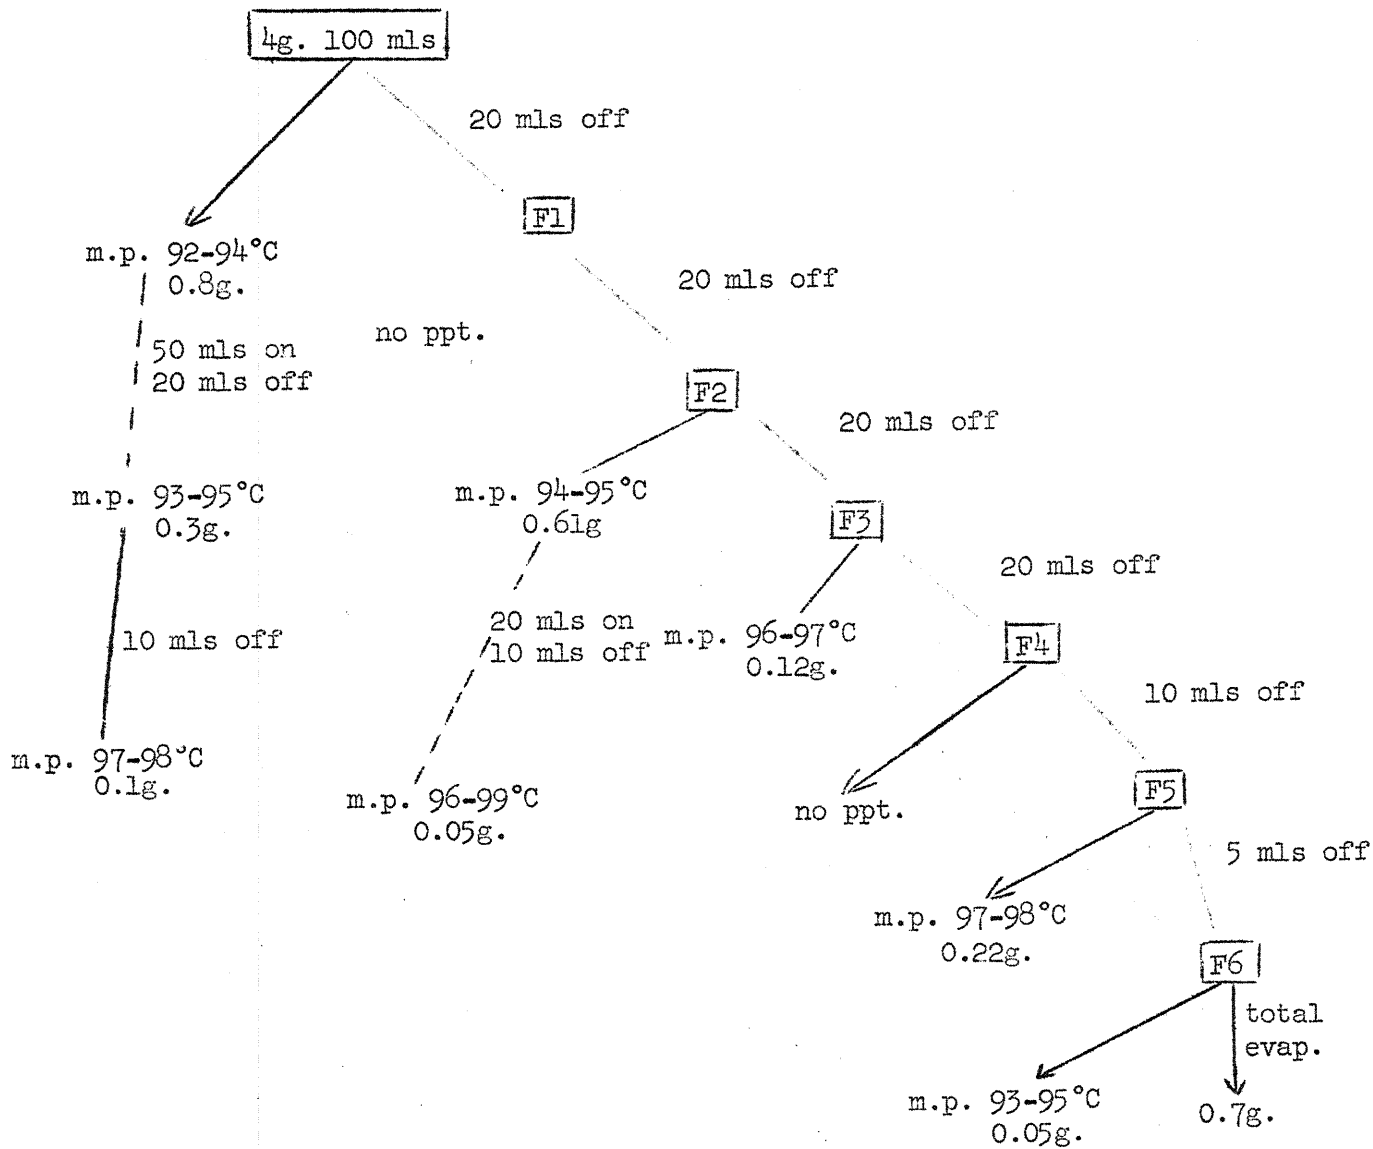 4g. 100 mls
20 mls off
F1
m.p. 92-94°C
0.8g.
20 mls off
no ppt.
50 mls on
20 mls off
F2
20 mls off
m.p. 93-95°C
0.3g.
m.p. 94-95°C
0.61g
F3
20 mls off
20 mls on
10 mls off
m.p. 96-97°C
0.12g.
F4
10 mls off
10 mls off
m.p. 97-98°C
0.1g.
m.p. 96-99°C
0.05g.
no ppt.
F5
5 mls off
m.p. 97-98°C
0.22g.
F6
total
evap.
m.p. 93-95°C
0.05g.
0.7g.